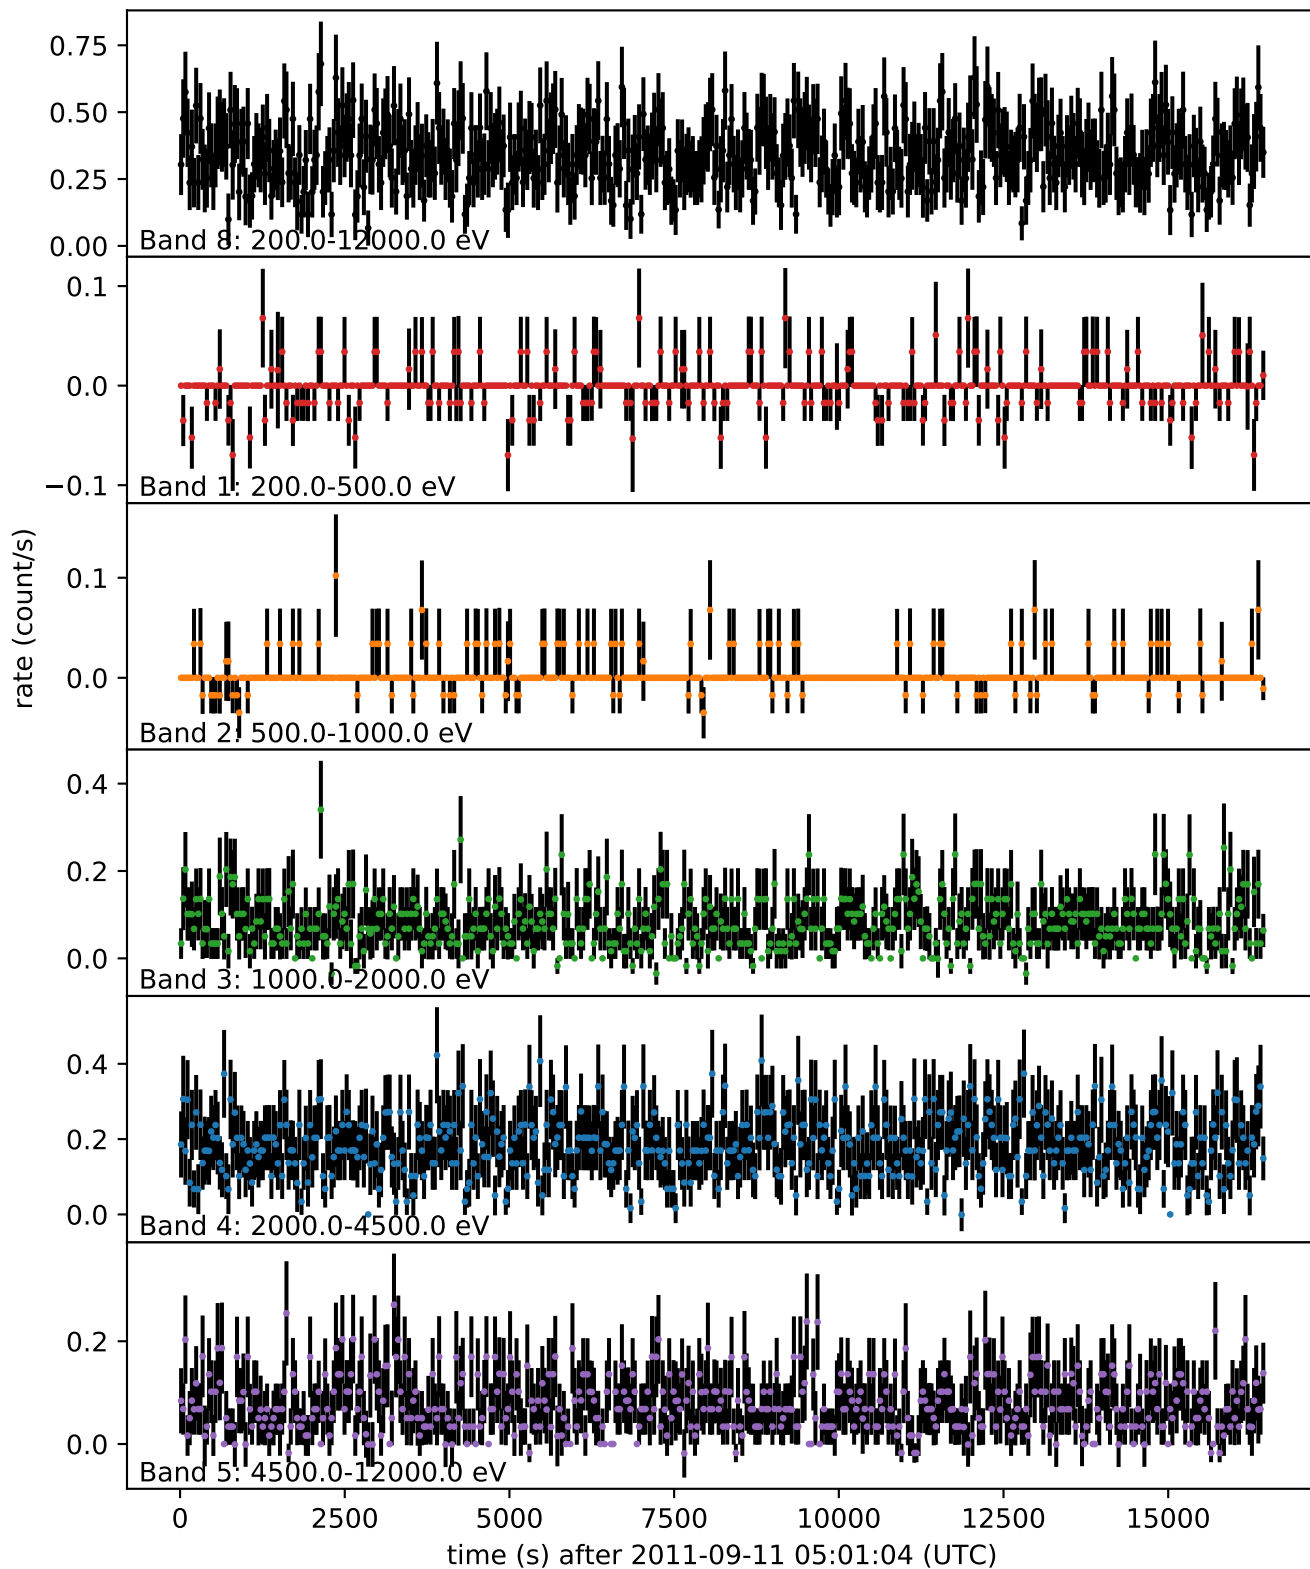 0.75
0.50
0.25
0.00
Band 8: 200.0-12000.0 eV
0.1
0.0
−0.1
Band 1: 200.0-500.0 eV
0.1
0.0
Band 2: 500.0-1000.0 eV
rate (count/s)
0.4
0.2
0.0
Band 3: 1000.0-2000.0 eV
0.4
0.2
0.0
Band 4: 2000.0-4500.0 eV
0.2
0.0
Band 5: 4500.0-12000.0 eV
0 2500 5000 7500 10000 12500 15000
time (s) after 2011-09-11 05:01:04 (UTC)